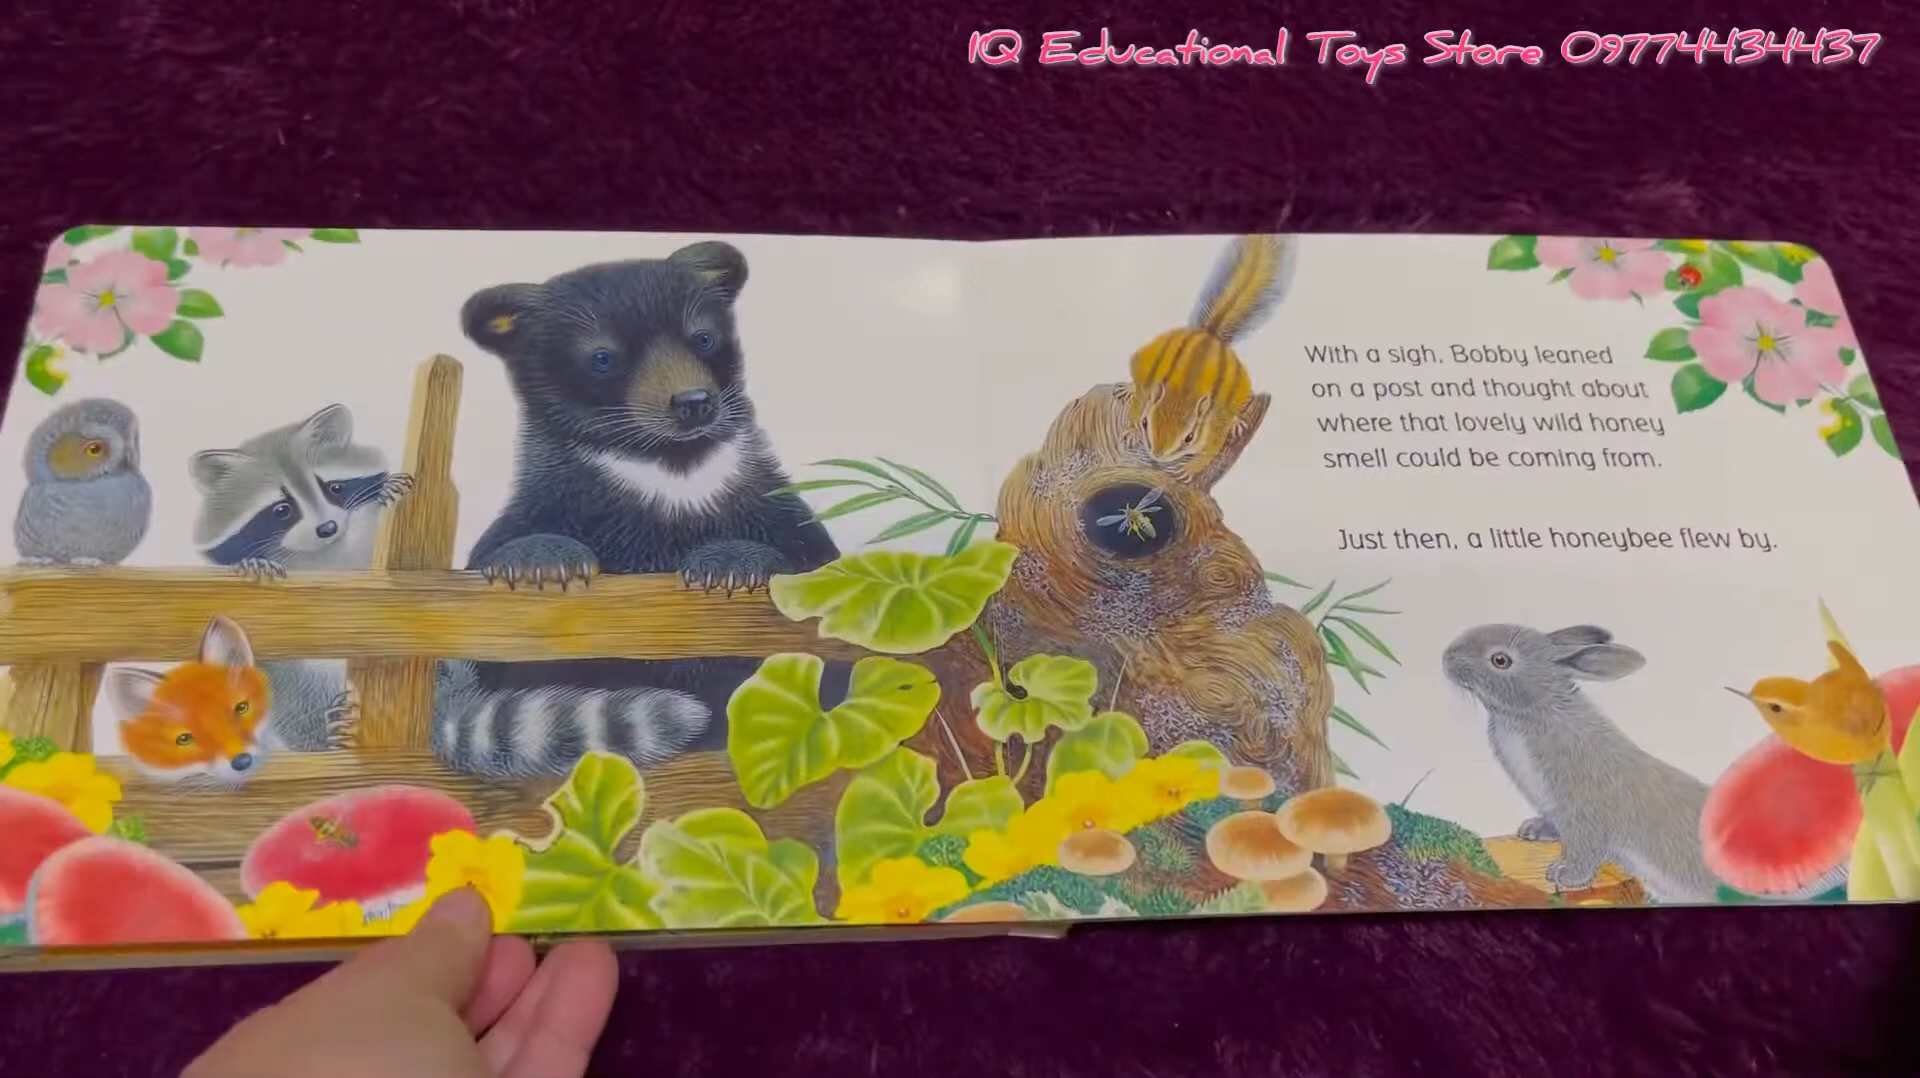 IQ Educational Toys Store 09774434437
With a sigh, Bobby leaned
on a post and thought about
where that lovely wild honey
smell could be coming from.
Just then, a little honeybee flew by.